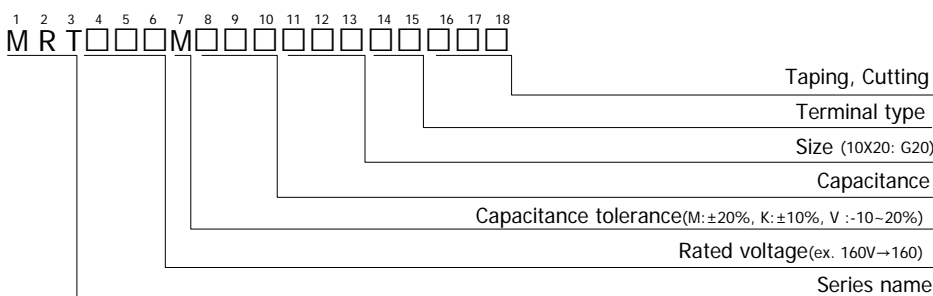 1 2 3 4 5 6 7 8 9 10 11 12 13 14 15 16 17 18
M R T□□□M□□□□□□□□□□□
Taping, Cutting
Terminal type
Size (10X20: G20)
Capacitance
Capacitance tolerance(M:±20%, K:±10%, V :-10~20%)
Rated voltage(ex. 160V→160)
Series name